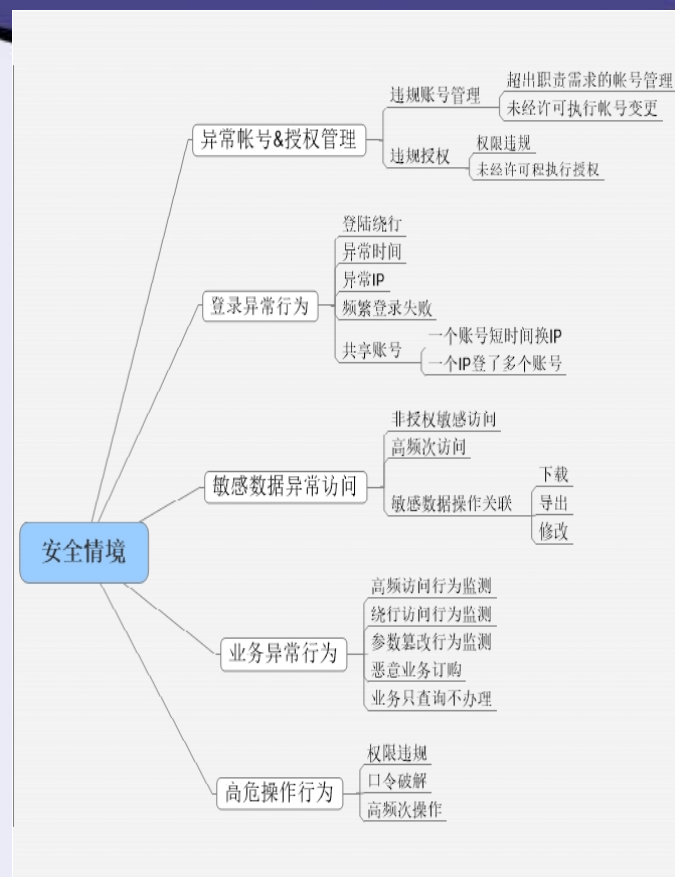 超出职责需求的帐号管理
违规账号管理
未经许可执行帐号变更
异常帐号&授权管理
权限违规
违规授权
未经许可程执行授权
登陆绕行
异常时间
异常IP
登录异常行为
频繁登录失败
一个账号短时间换IP
共享账号
一个IP登了多个账号
非授权敏感访问
高频次访问
下载
敏感数据异常访问
敏感数据操作关联
导出
修改
安全情境
高频访问行为监测
绕行访问行为监测
参数篡改行为监测
业务异常行为
恶意业务订购
业务只查询不办理
权限违规
口令破解
高危操作行为
高频次操作